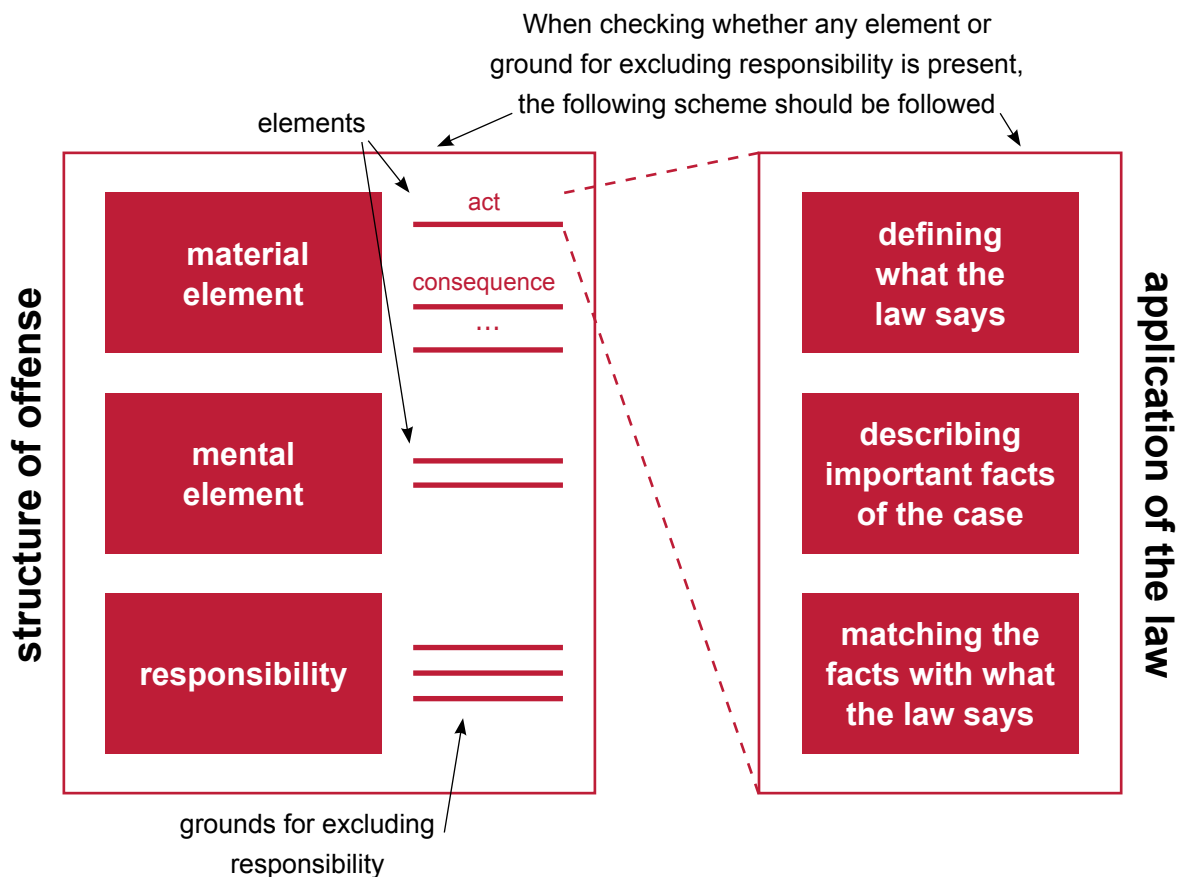 When checking whether any element or
ground for excluding responsibility is present,
the following scheme should be followed
elements
structure of offense
material
element
act
consequence
...
mental
element
responsibility
grounds for excluding
responsibility
defining
what the
law says
describing
important facts
of the case
matching the
facts with what
the law says
application of the law